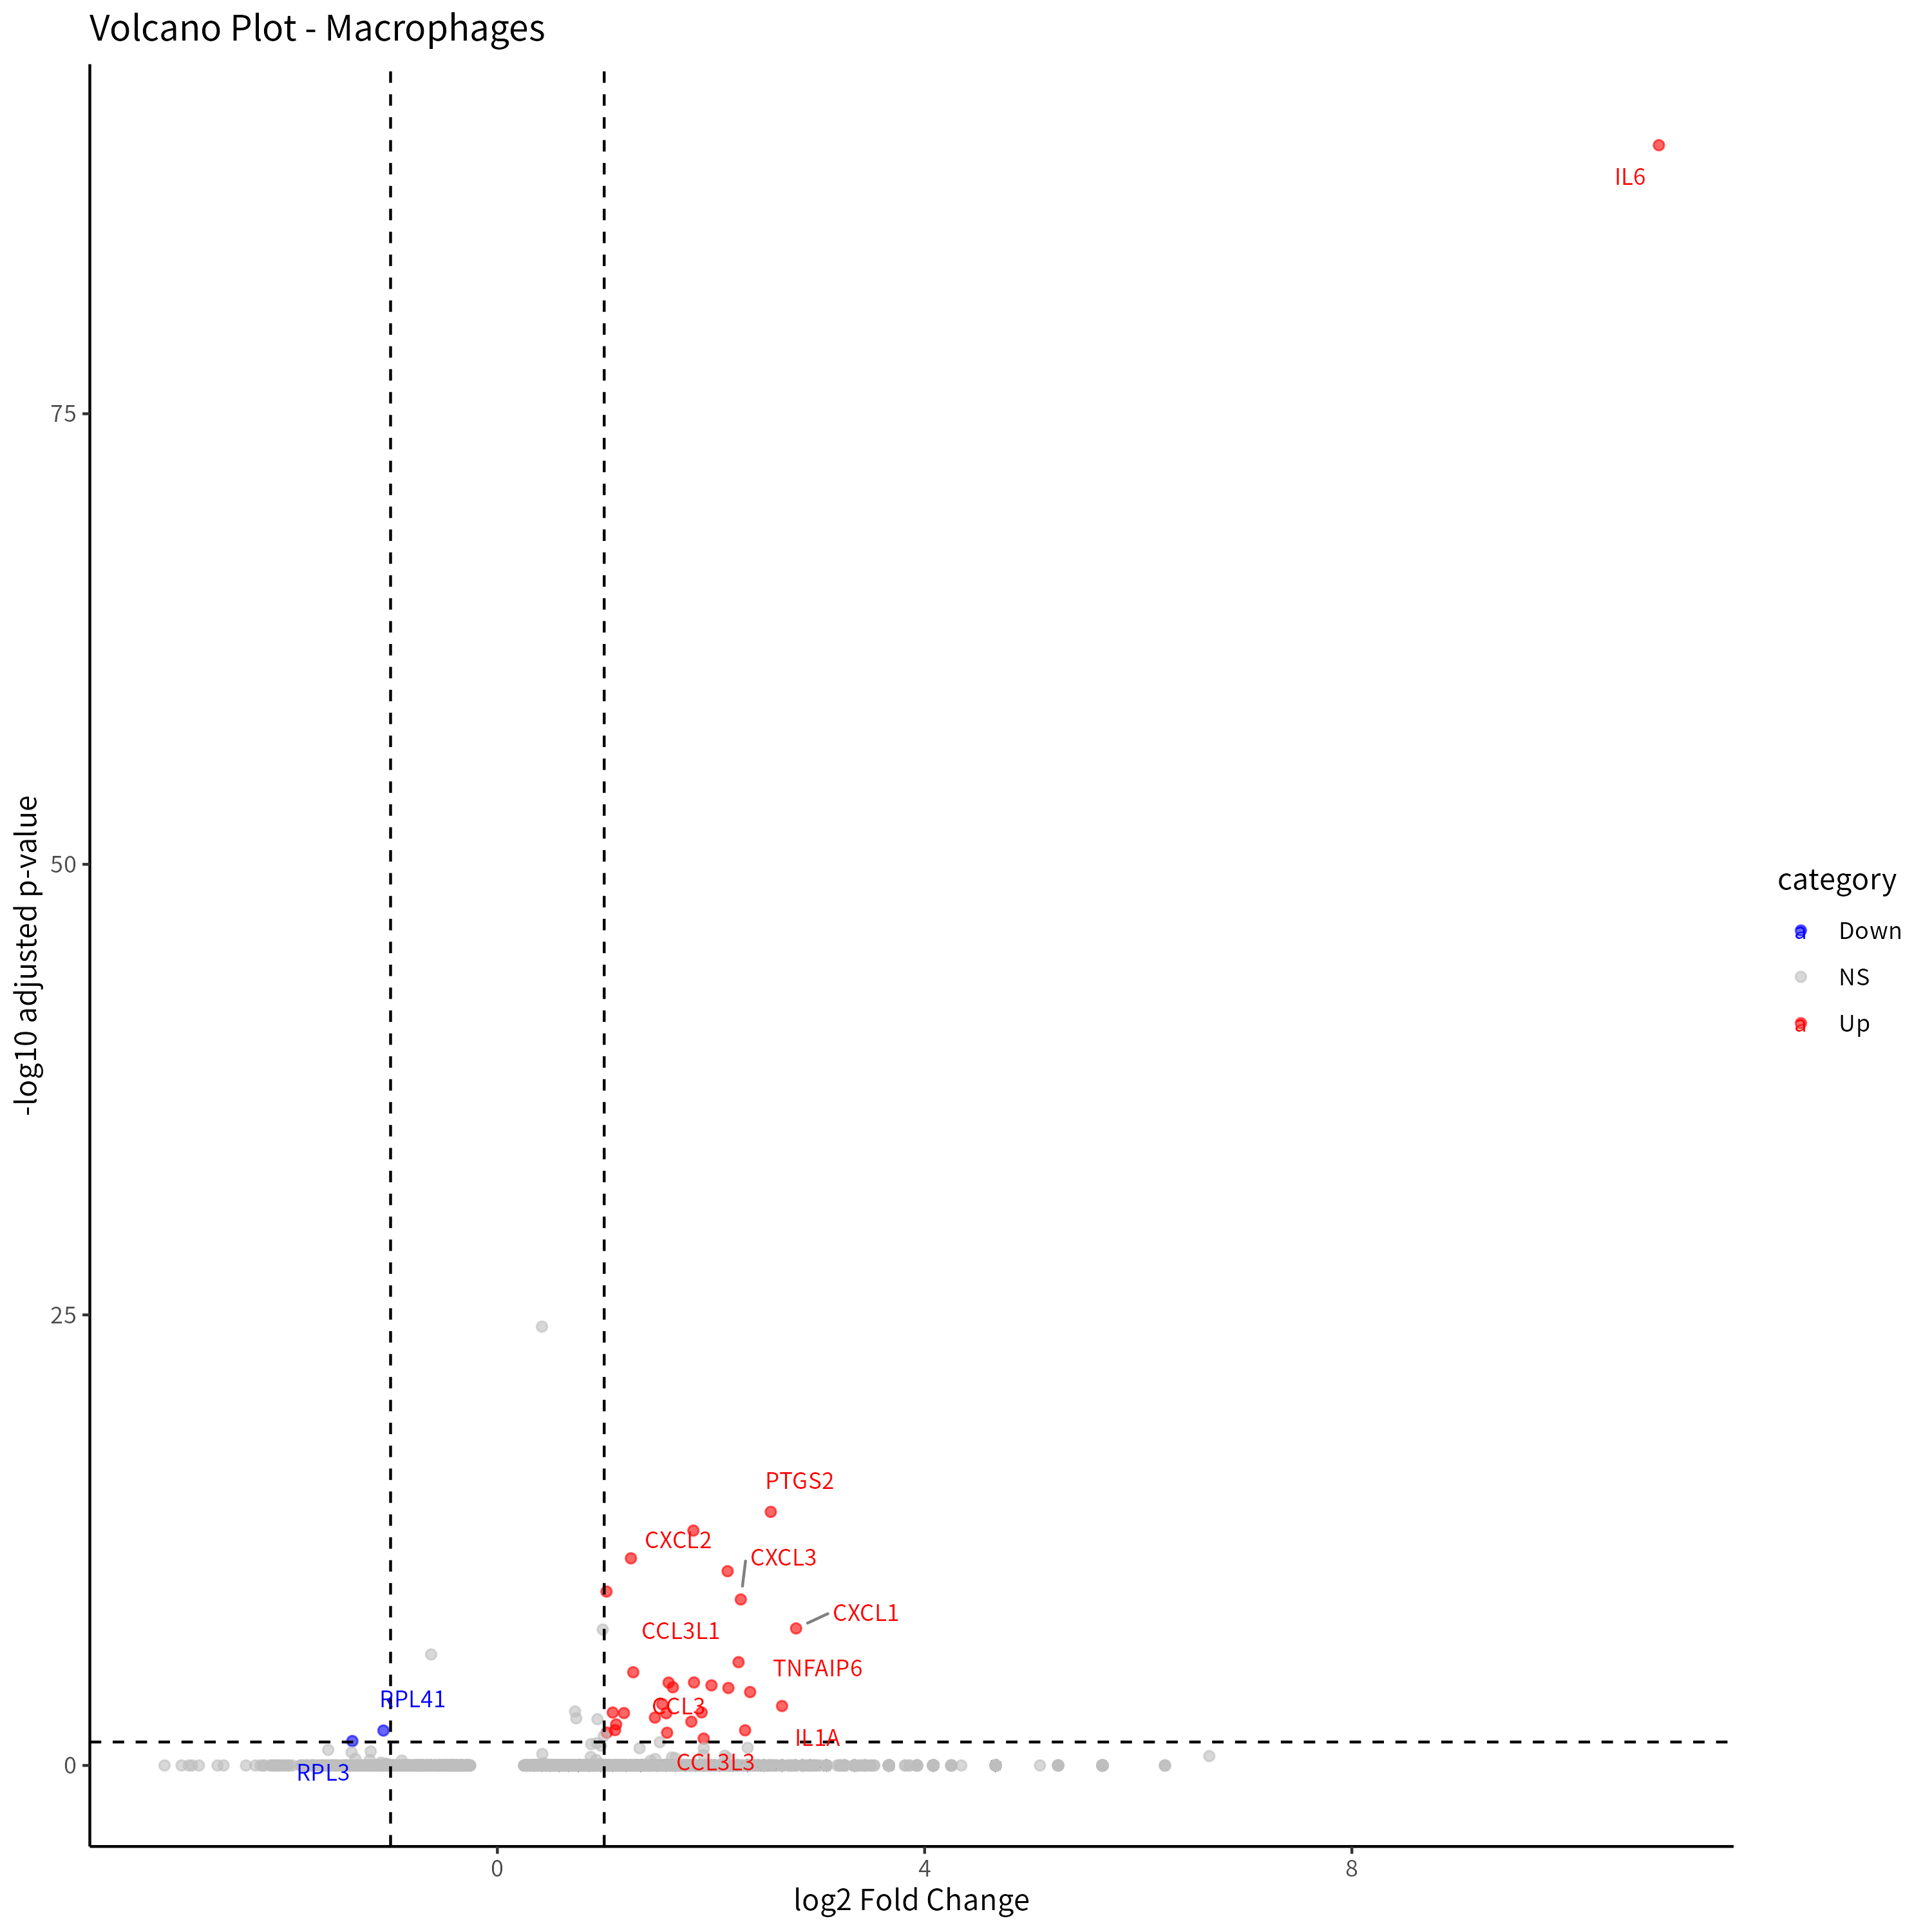 Volcano Plot - Macrophages
IL6
75
50
25
0
-log10 adjusted p-value
PTGS2
CXCL2
CXCL3
CXCL1
CCL3L1
TNFAIP6
RPL41
CCL3
IL1A
CCL3L3
RPL3
0
4
8
log2 Fold Change
category
a Down
NS
a Up